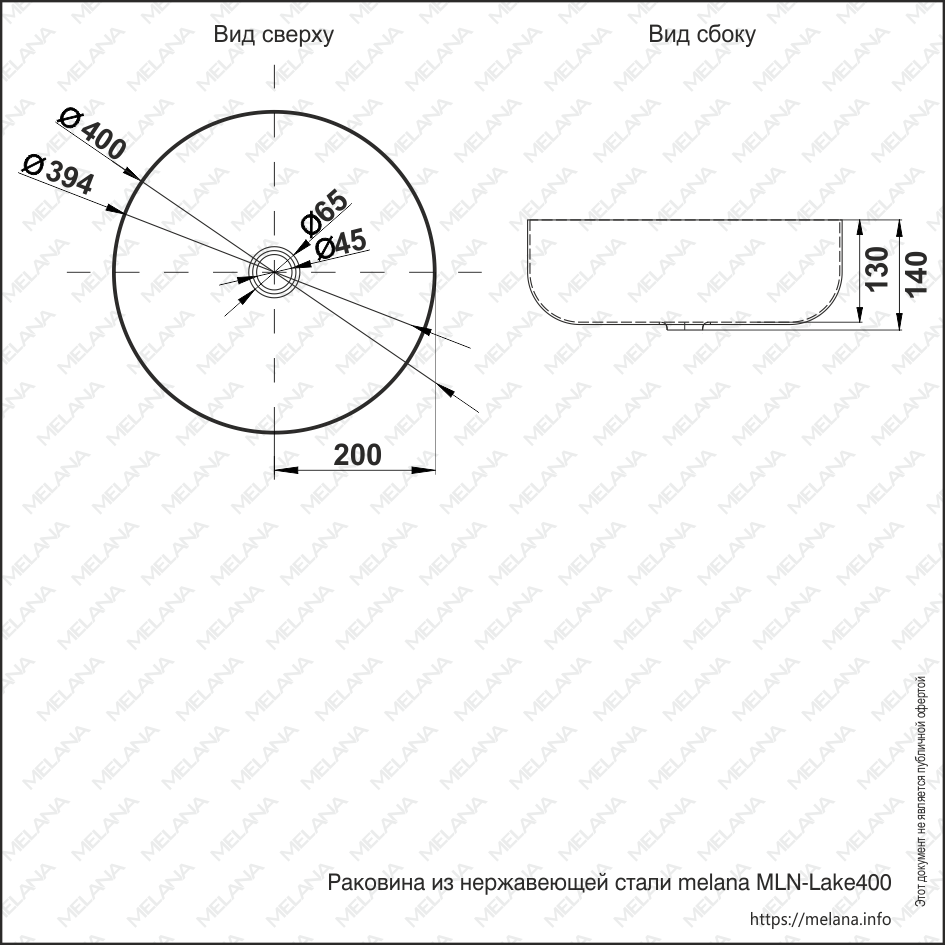 Вид сверху
Вид сбоку
Ø400
Ø394
Ø65
Ø45
200
130
140
Этот документ не является публичной офертой
Раковина из нержавеющей стали melana MLN-Lake400
https://melana.info
MELANA